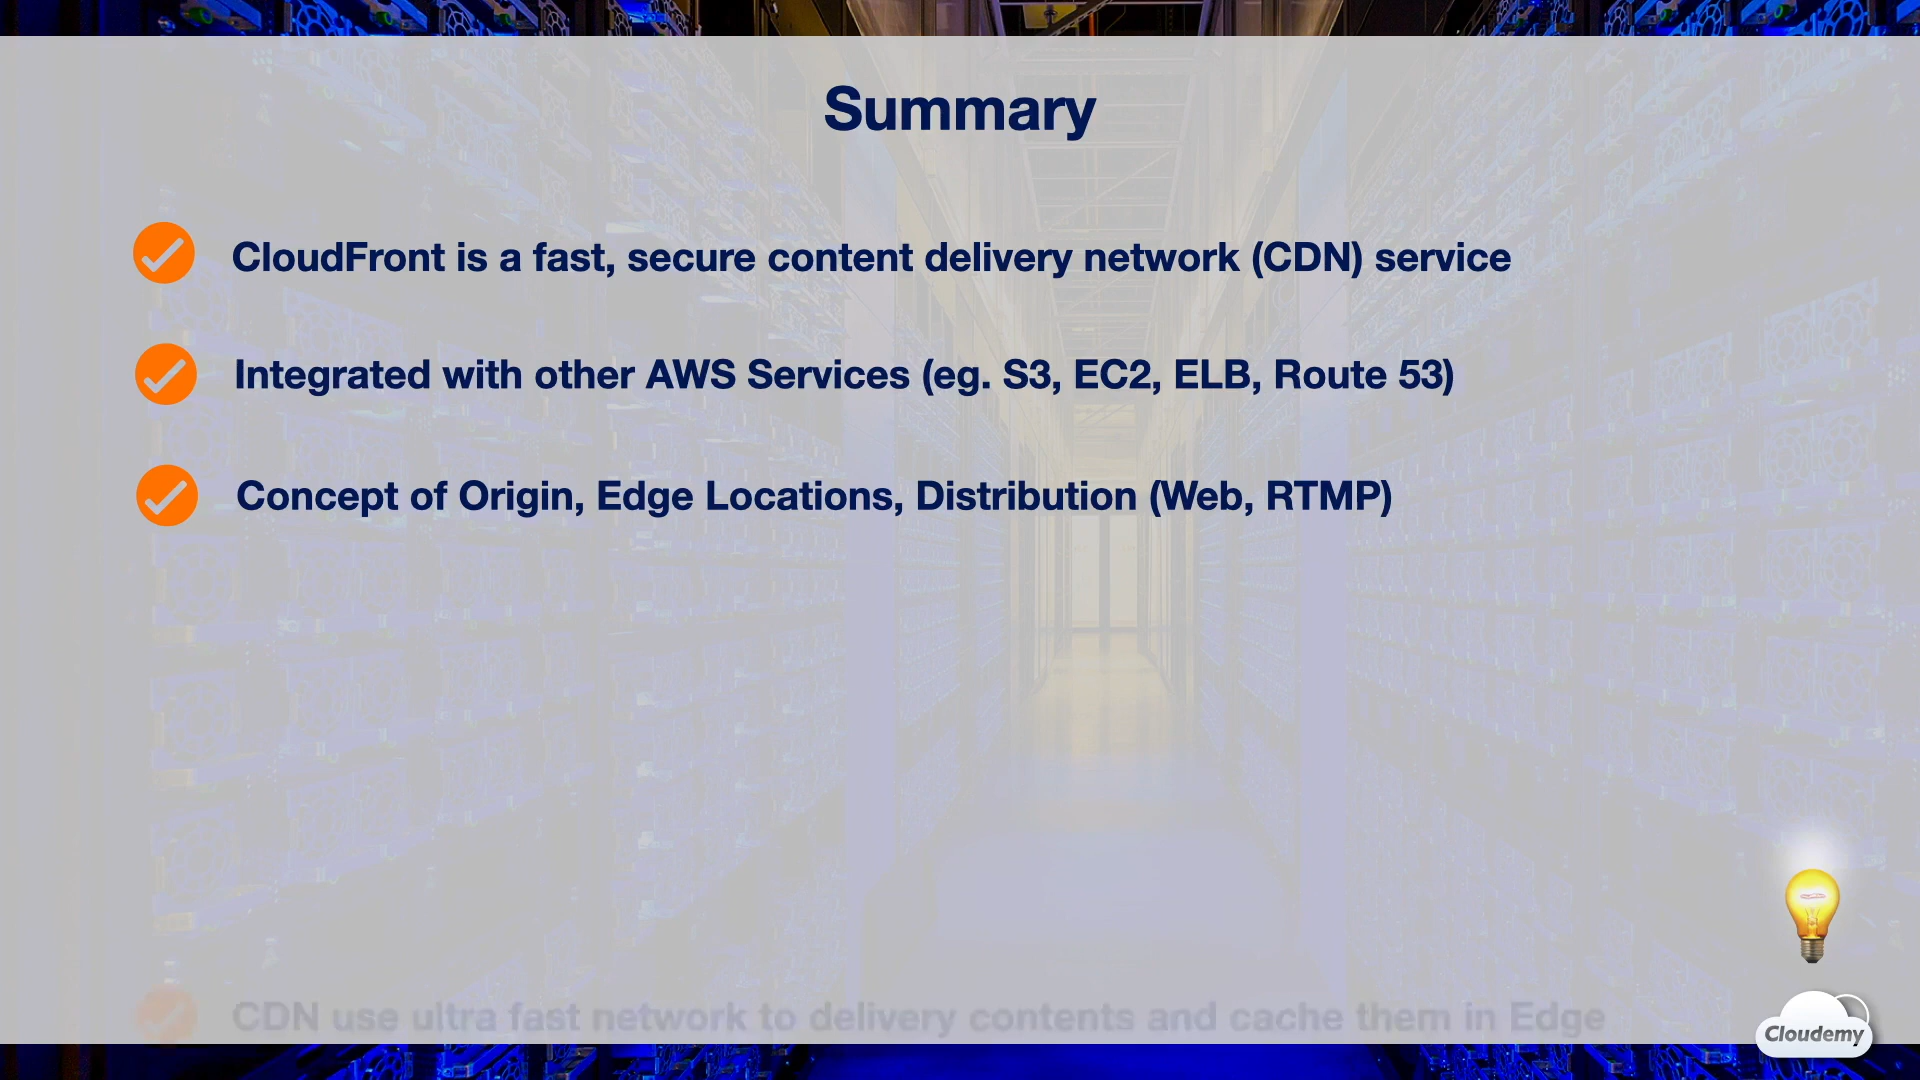 Summary
CloudFront is a fast, secure content delivery network (CDN) service
Integrated with other AWS Services (eg. S3, EC2, ELB, Route 53)
Concept of Origin, Edge Locations, Distribution (Web, RTMP)
CDN use ultra fast network to delivery contents and cache them in Edge
Cloudemy